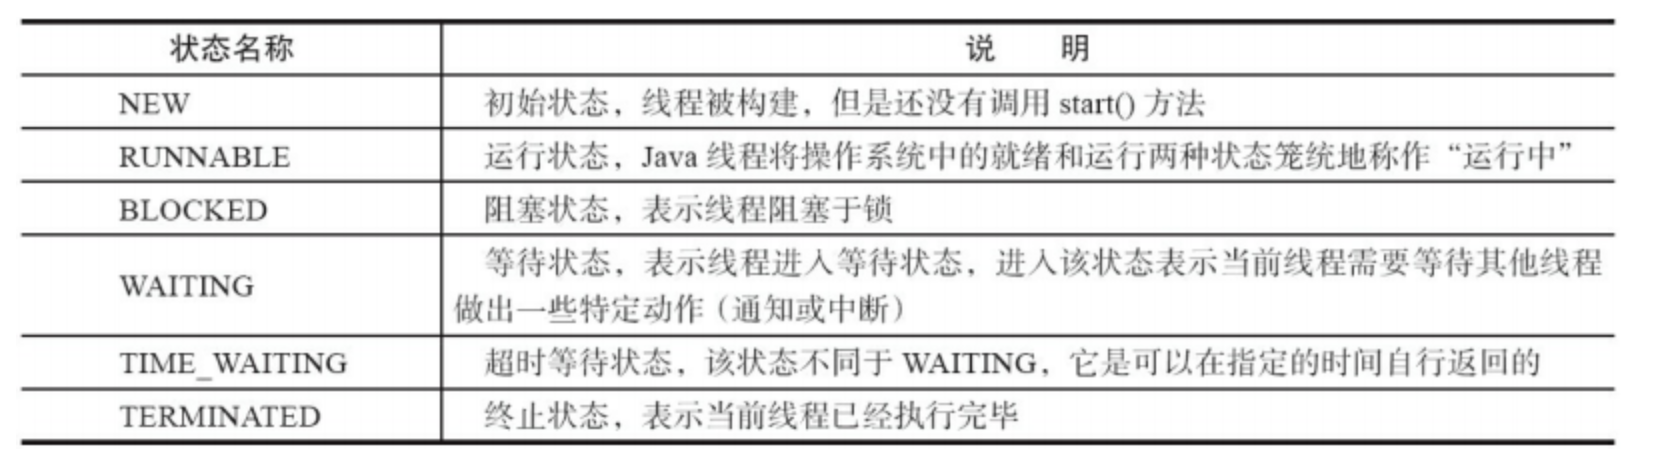 状态名称 说 明
NEW 初始状态，线程被构建，但是还没有调用 start() 方法
RUNNABLE 运行状态，Java 线程将操作系统中的就绪和运行两种状态笼统地称作“运行中”
BLOCKED 阻塞状态，表示线程阻塞于锁
WAITING 等待状态，表示线程进入等待状态，进入该状态表示当前线程需要等待其他线程
做出一些特定动作（通知或中断）
TIME_WAITING 超时等待状态，该状态不同于 WAITING，它是可以在指定的时间自行返回的
TERMINATED 终止状态，表示当前线程已经执行完毕